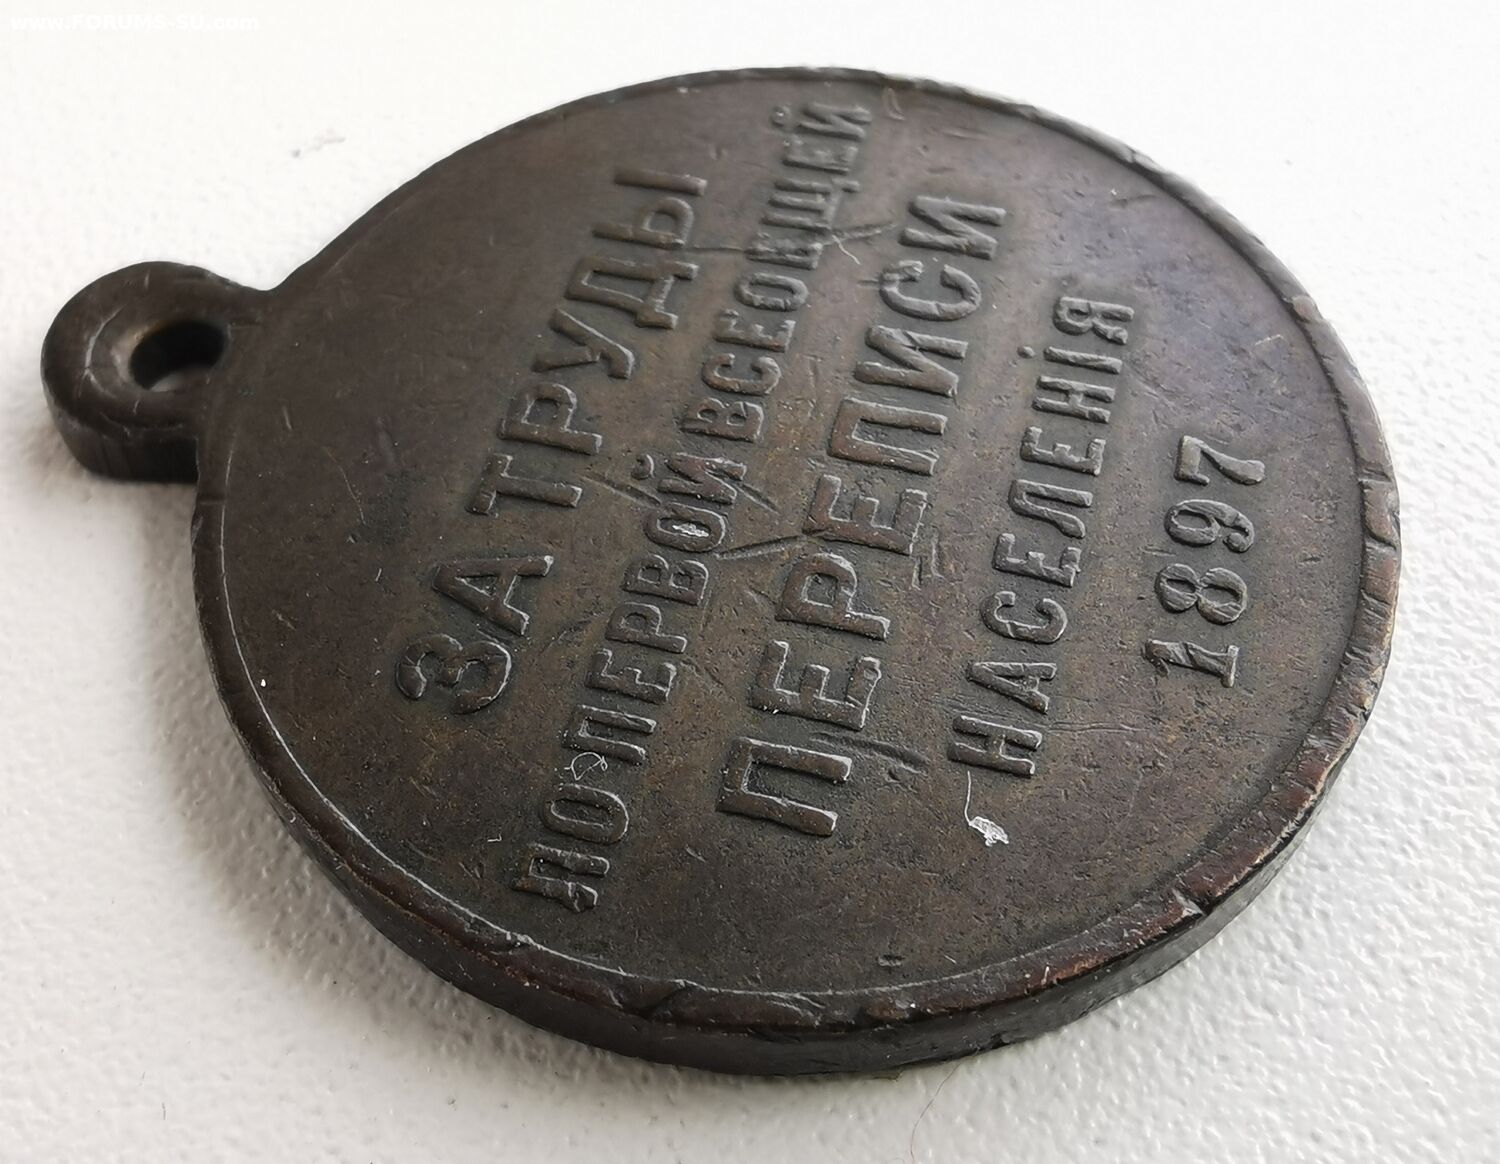 www.FORUMS-SU.com
ЗА ТРУДЫ
ПО ПЕРВОЙ ВСЕОБЩЕЙ
ПЕРЕПИСИ
НАСЕЛЕНІЯ
1897